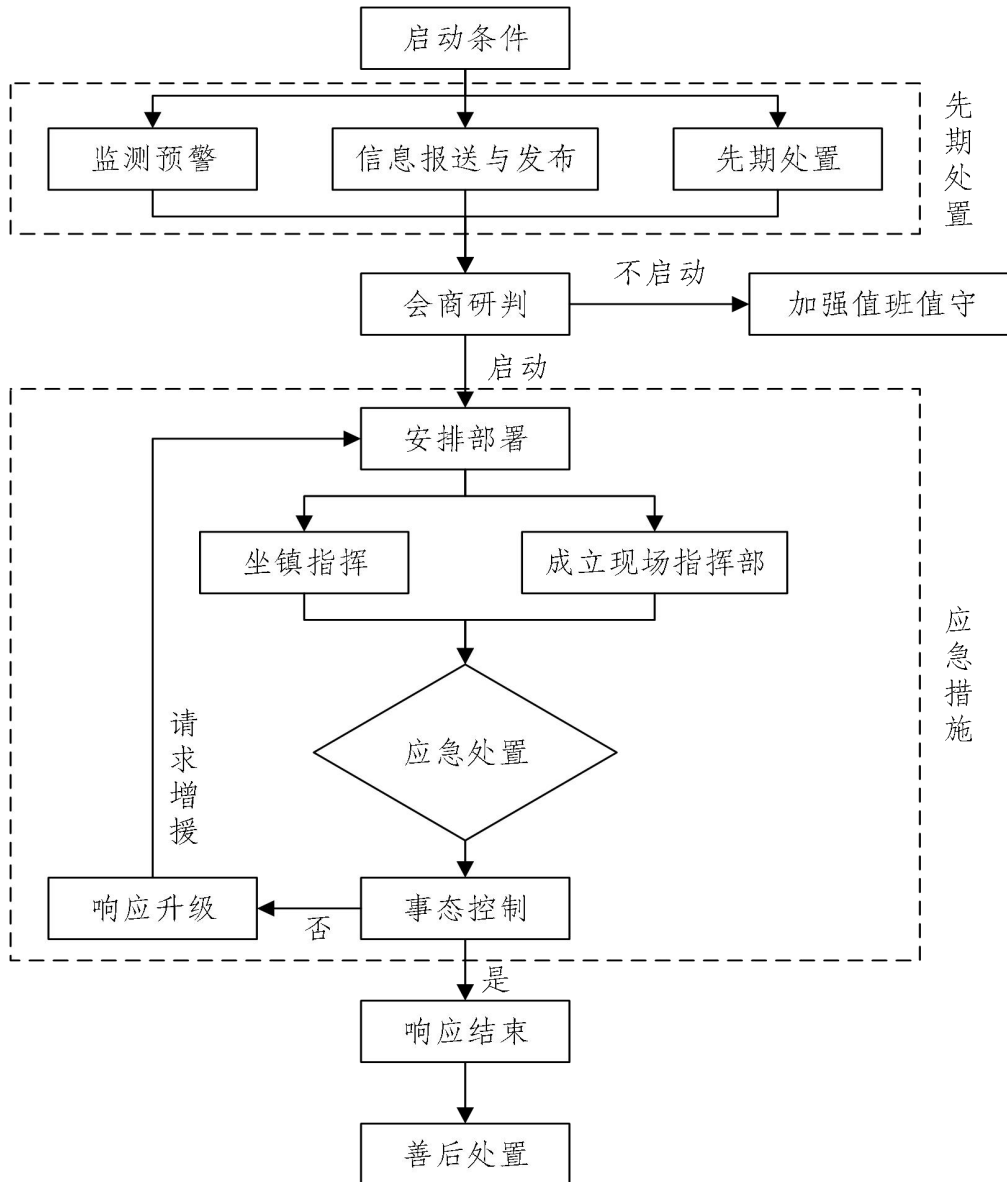 启动条件
监测预警
信息报送与发布
先期处置
先期处置
会商研判
不启动
加强值班值守
启动
安排部署
坐镇指挥
成立现场指挥部
应急措施
应急处置
请求增援
响应升级
否
事态控制
是
响应结束
善后处置